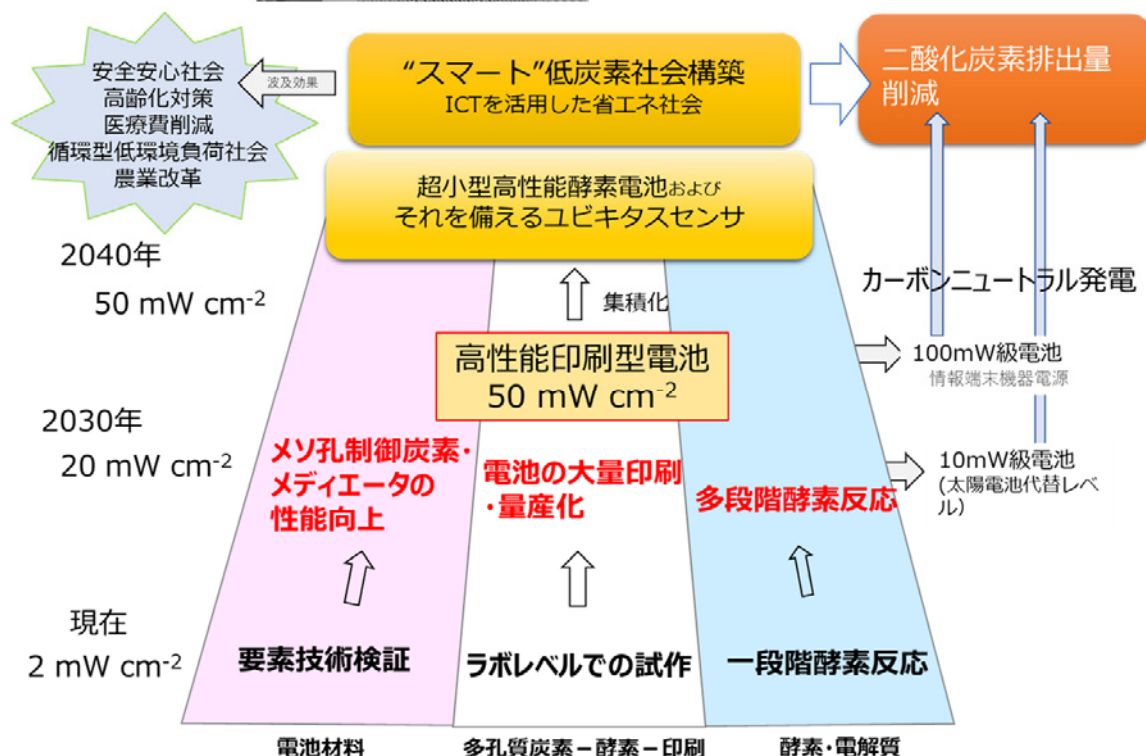 安全安心社会
高齢化対策
医療費削減
循環型低環境負荷社会
農業改革
波及効果
“スマート”低炭素社会構築
ICTを活用した省エネ社会
二酸化炭素排出量
削減
超小型高性能酵素電池および
それを備えるユビキタスセンサ
2040年
50 mW cm-2
集積化
カーボンニュートラル発電
高性能印刷型電池
50 mW cm-2
100mW級電池
情報端末機器電源
2030年
20 mW cm-2
メソ孔制御炭素・
メディエータの
性能向上
電池の大量印刷
・量産化
多段階酵素反応
10mW級電池
(太陽電池代替レベ
ル)
現在
2 mW cm-2
要素技術検証
ラボレベルでの試作
一段階酵素反応
電池材料
多孔質炭素－酵素－印刷
酵素・電解質